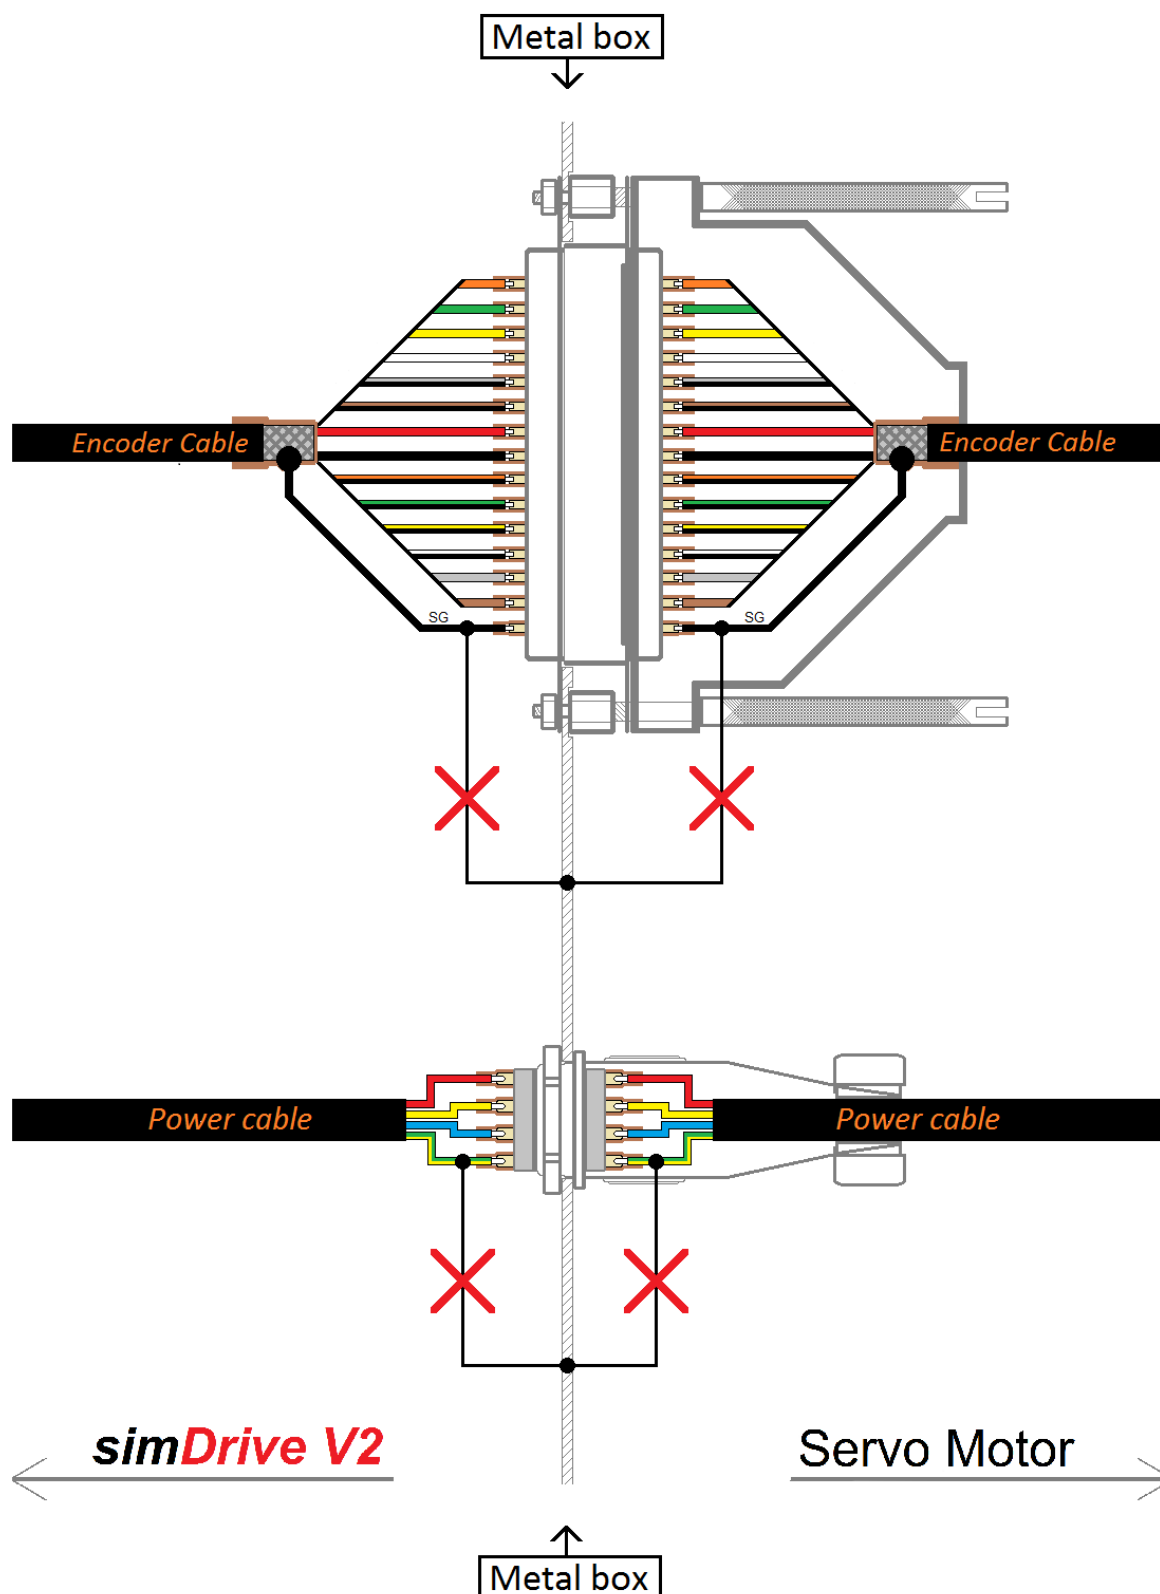 Metal box
Encoder Cable
Encoder Cable
SG
SG
Power cable
Power cable
simDrive V2
Servo Motor
Metal box